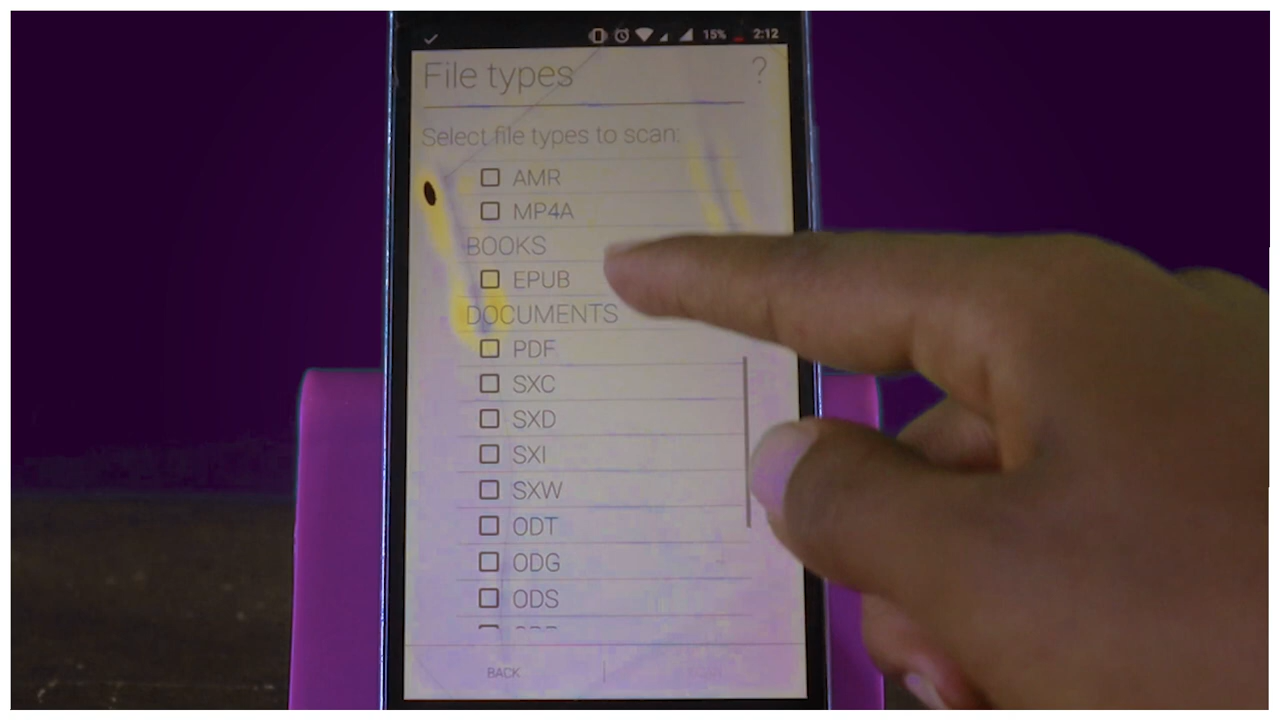 15% 2:12
File types ?
Select file types to scan:
AMR
MP4A
BOOKS
EPUB
DOCUMENTS
PDF
SXC
SXD
SXI
SXW
ODT
ODG
ODS
BACK